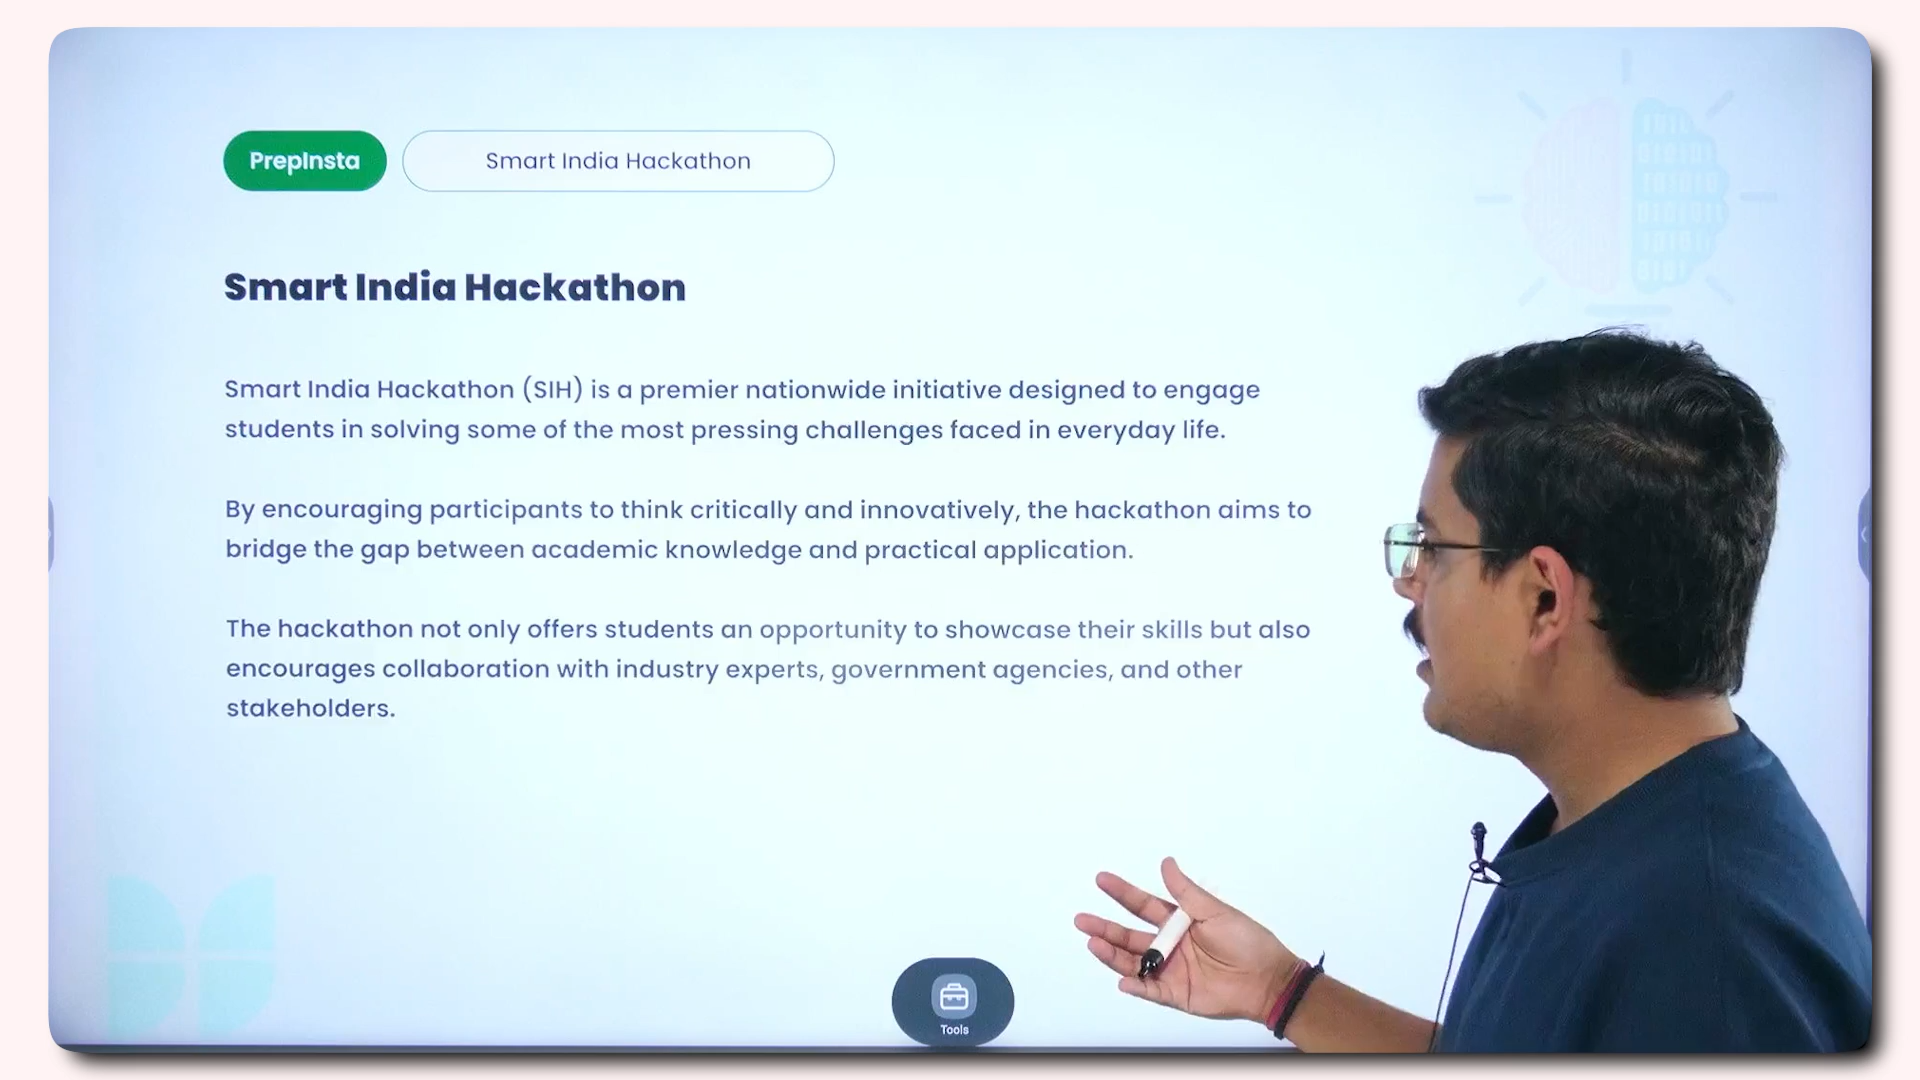 PrepInsta
Smart India Hackathon
Smart India Hackathon
Smart India Hackathon (SIH) is a premier nationwide initiative designed to engage
students in solving some of the most pressing challenges faced in everyday life.
By encouraging participants to think critically and innovatively, the hackathon aims to
bridge the gap between academic knowledge and practical application.
The hackathon not only offers students an opportunity to showcase their skills but also
encourages collaboration with industry experts, government agencies, and other
stakeholders.
Tools